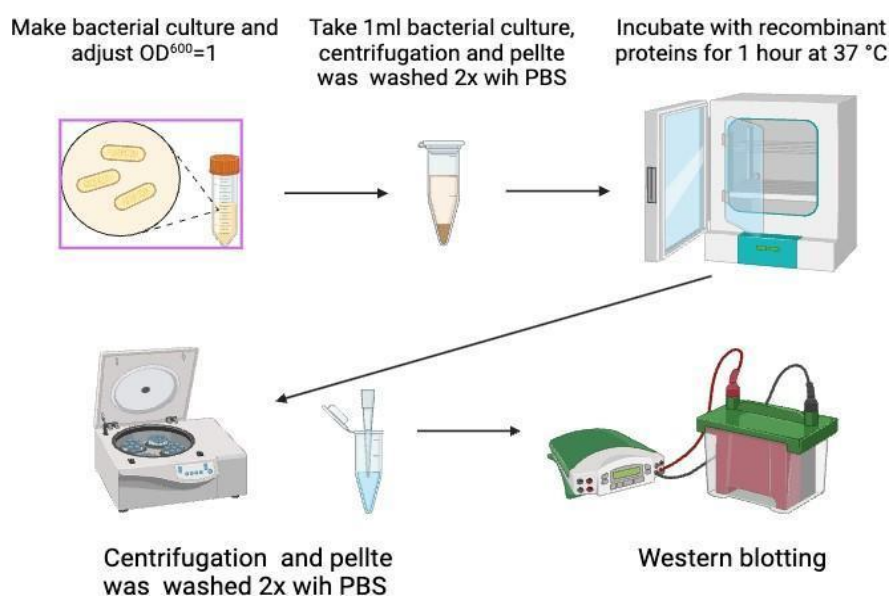 Make bacterial culture and
adjust OD⁶⁰⁰=1
Take 1ml bacterial culture,
centrifugation and pellte
was washed 2x wih PBS
Incubate with recombinant
proteins for 1 hour at 37 °C
Centrifugation and pellte
was washed 2x wih PBS
Western blotting